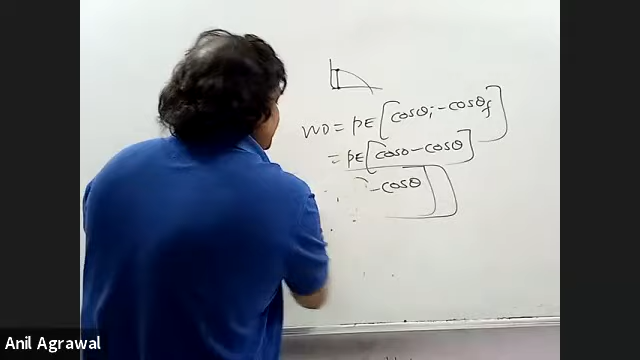 WD = PE[cosθi - cosθf]
= PE[cos0 - cosθ]
- cosθ]
Anil Agrawal